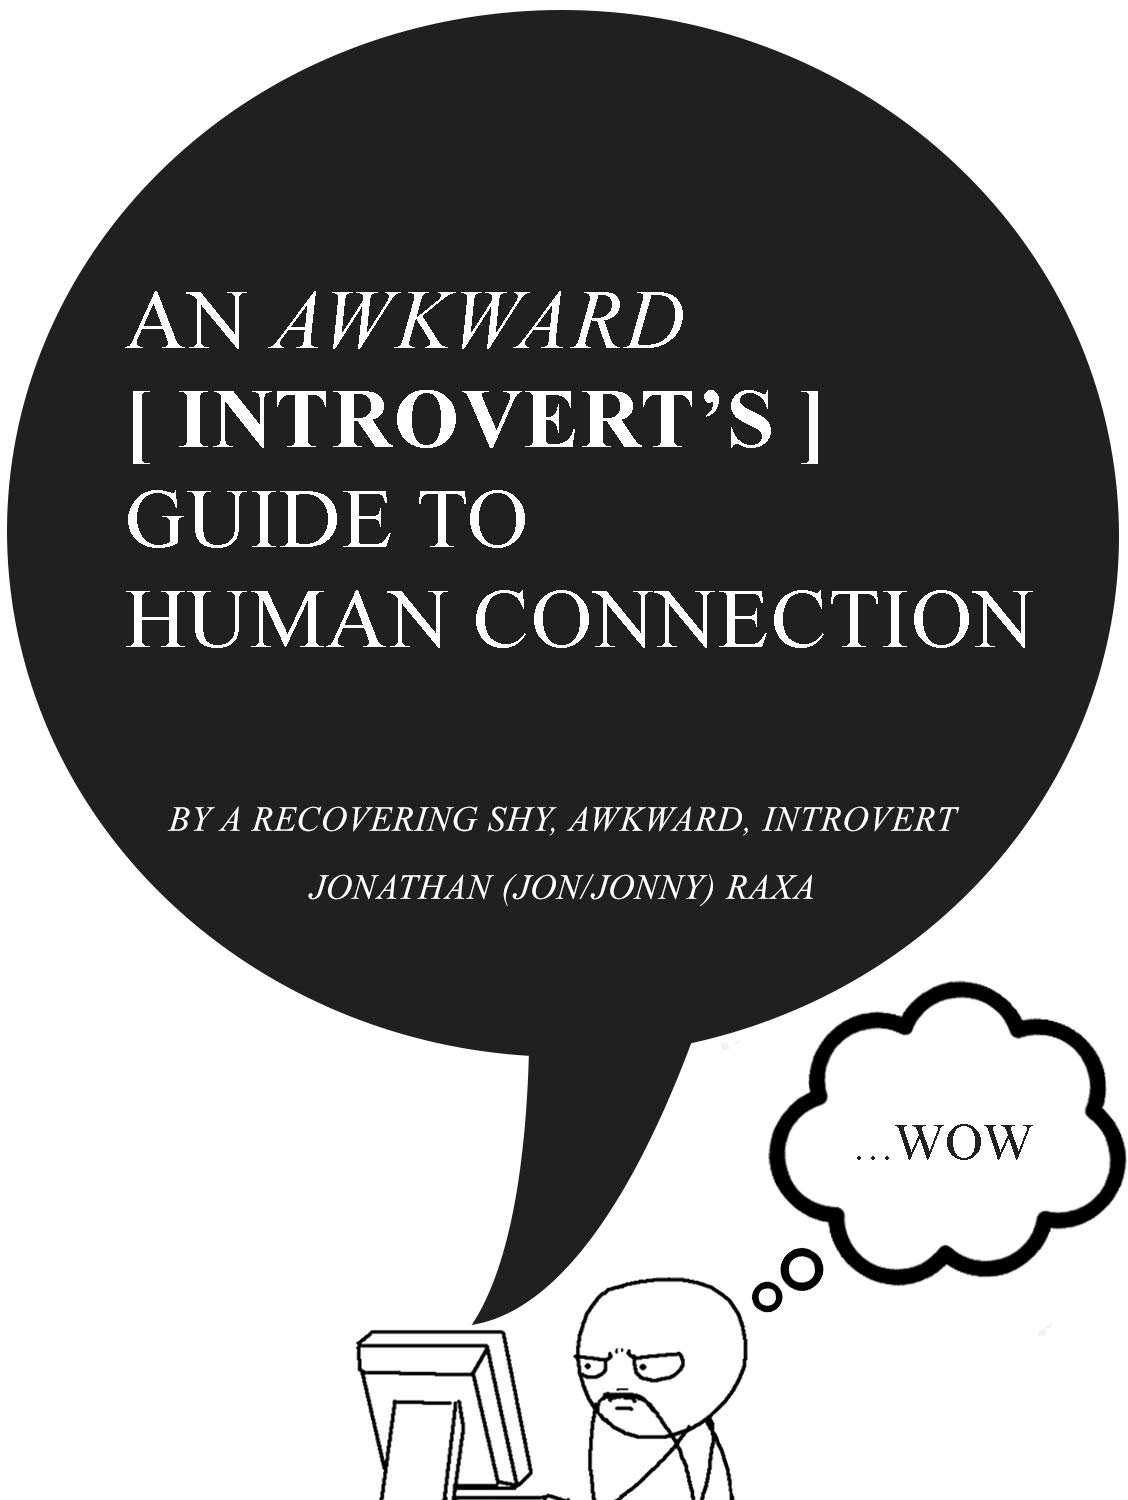 AN AWKWARD
[ INTROVERT’S ]
GUIDE TO
HUMAN CONNECTION
BY A RECOVERING SHY, AWKWARD, INTROVERT
JONATHAN (JON/JONNY) RAXA
...WOW